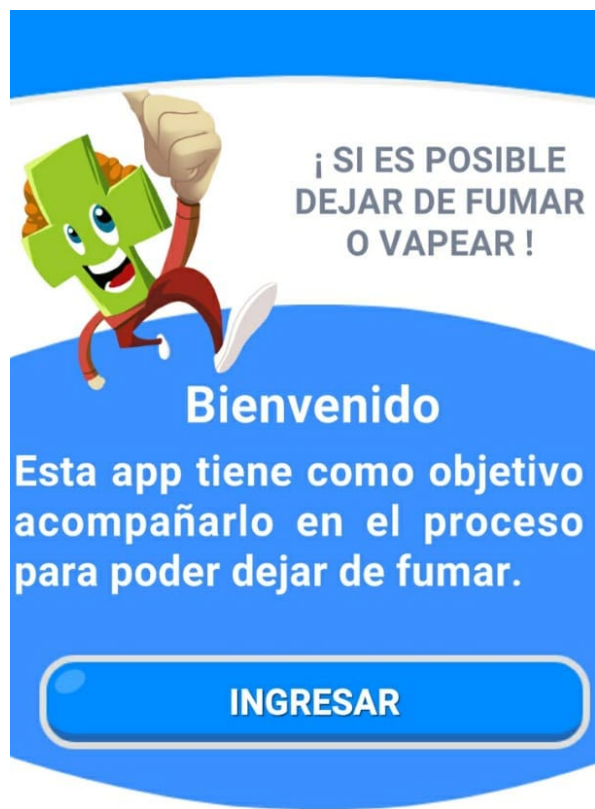 ¡ SI ES POSIBLE
DEJAR DE FUMAR
O VAPEAR !
Bienvenido
Esta app tiene como objetivo
acompañarlo en el proceso
para poder dejar de fumar.
INGRESAR